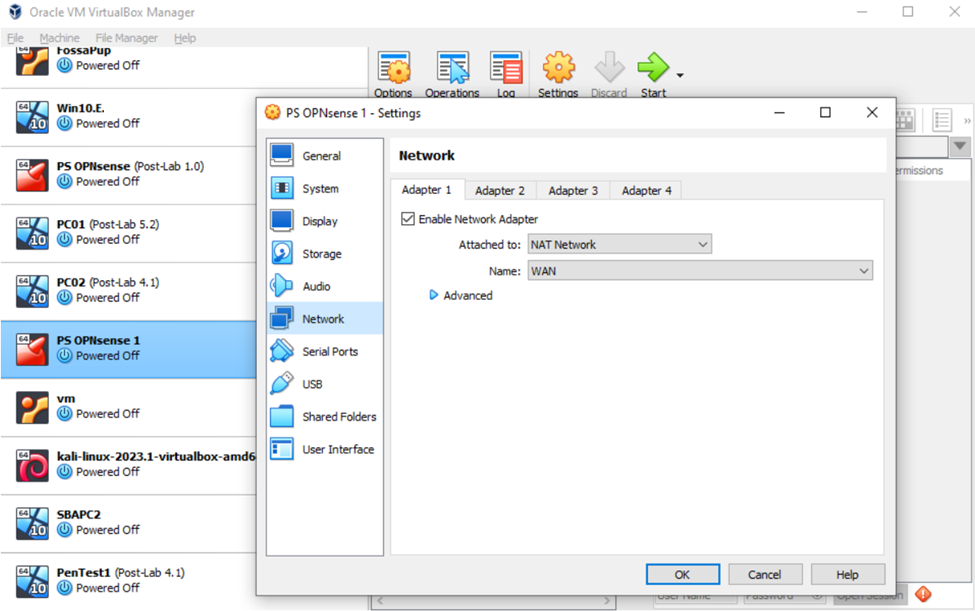 Oracle VM VirtualBox Manager
File Machine File Manager Help
FossaPup
Powered Off
Win10.E.
Powered Off
PS OPNsense (Post-Lab 1.0)
Powered Off
PC01 (Post-Lab 5.2)
Powered Off
PC02 (Post-Lab 4.1)
Powered Off
PS OPNsense 1
Powered Off
vm
Powered Off
kali-linux-2023.1-virtualbox-amd6
Powered Off
SBAPC2
Powered Off
PenTest1 (Post-Lab 4.1)
Powered Off
Options Operations Log Settings Discard Start
ermissions
PS OPNsense 1 - Settings
General
System
Display
Storage
Audio
Network
Serial Ports
USB
Shared Folders
User Interface
Network
Adapter 1 Adapter 2 Adapter 3 Adapter 4
Enable Network Adapter
Attached to: NAT Network
Name: WAN
Advanced
OK Cancel Help
User Name Password Open Session